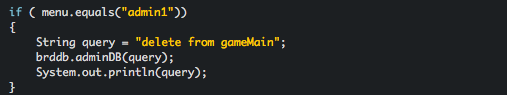 if ( menu.equals("admin1"))
{
    String query = "delete from gameMain";
    brddb.adminDB(query);
    System.out.println(query);
}